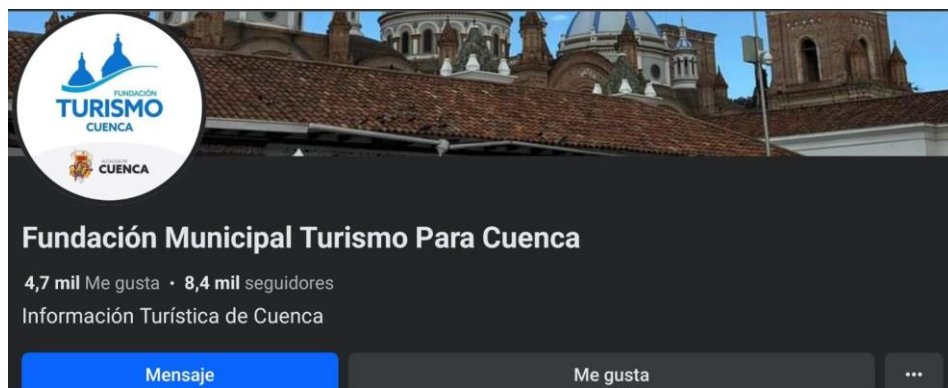 FUNDACIÓN
TURISMO
CUENCA
ALCALDÍA DE
CUENCA
Fundación Municipal Turismo Para Cuenca
4,7 mil Me gusta · 8,4 mil seguidores
Información Turística de Cuenca
Mensaje
Me gusta